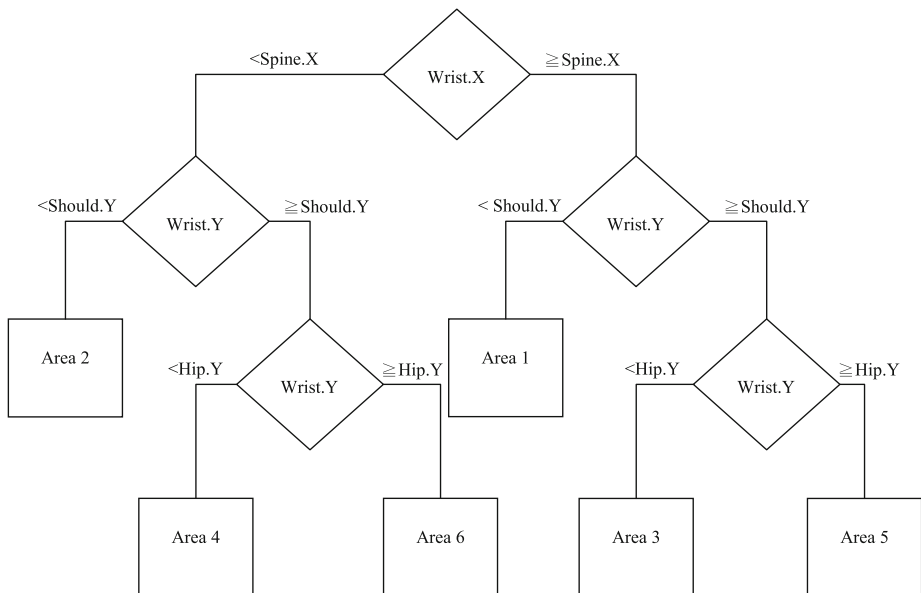 <Spine.X
Wrist.X
≧Spine.X
<Should.Y
Wrist.Y
≧Should.Y
< Should.Y
Wrist.Y
≧Should.Y
Area 2
<Hip.Y
Wrist.Y
≧Hip.Y
Area 1
<Hip.Y
Wrist.Y
≧Hip.Y
Area 4
Area 6
Area 3
Area 5